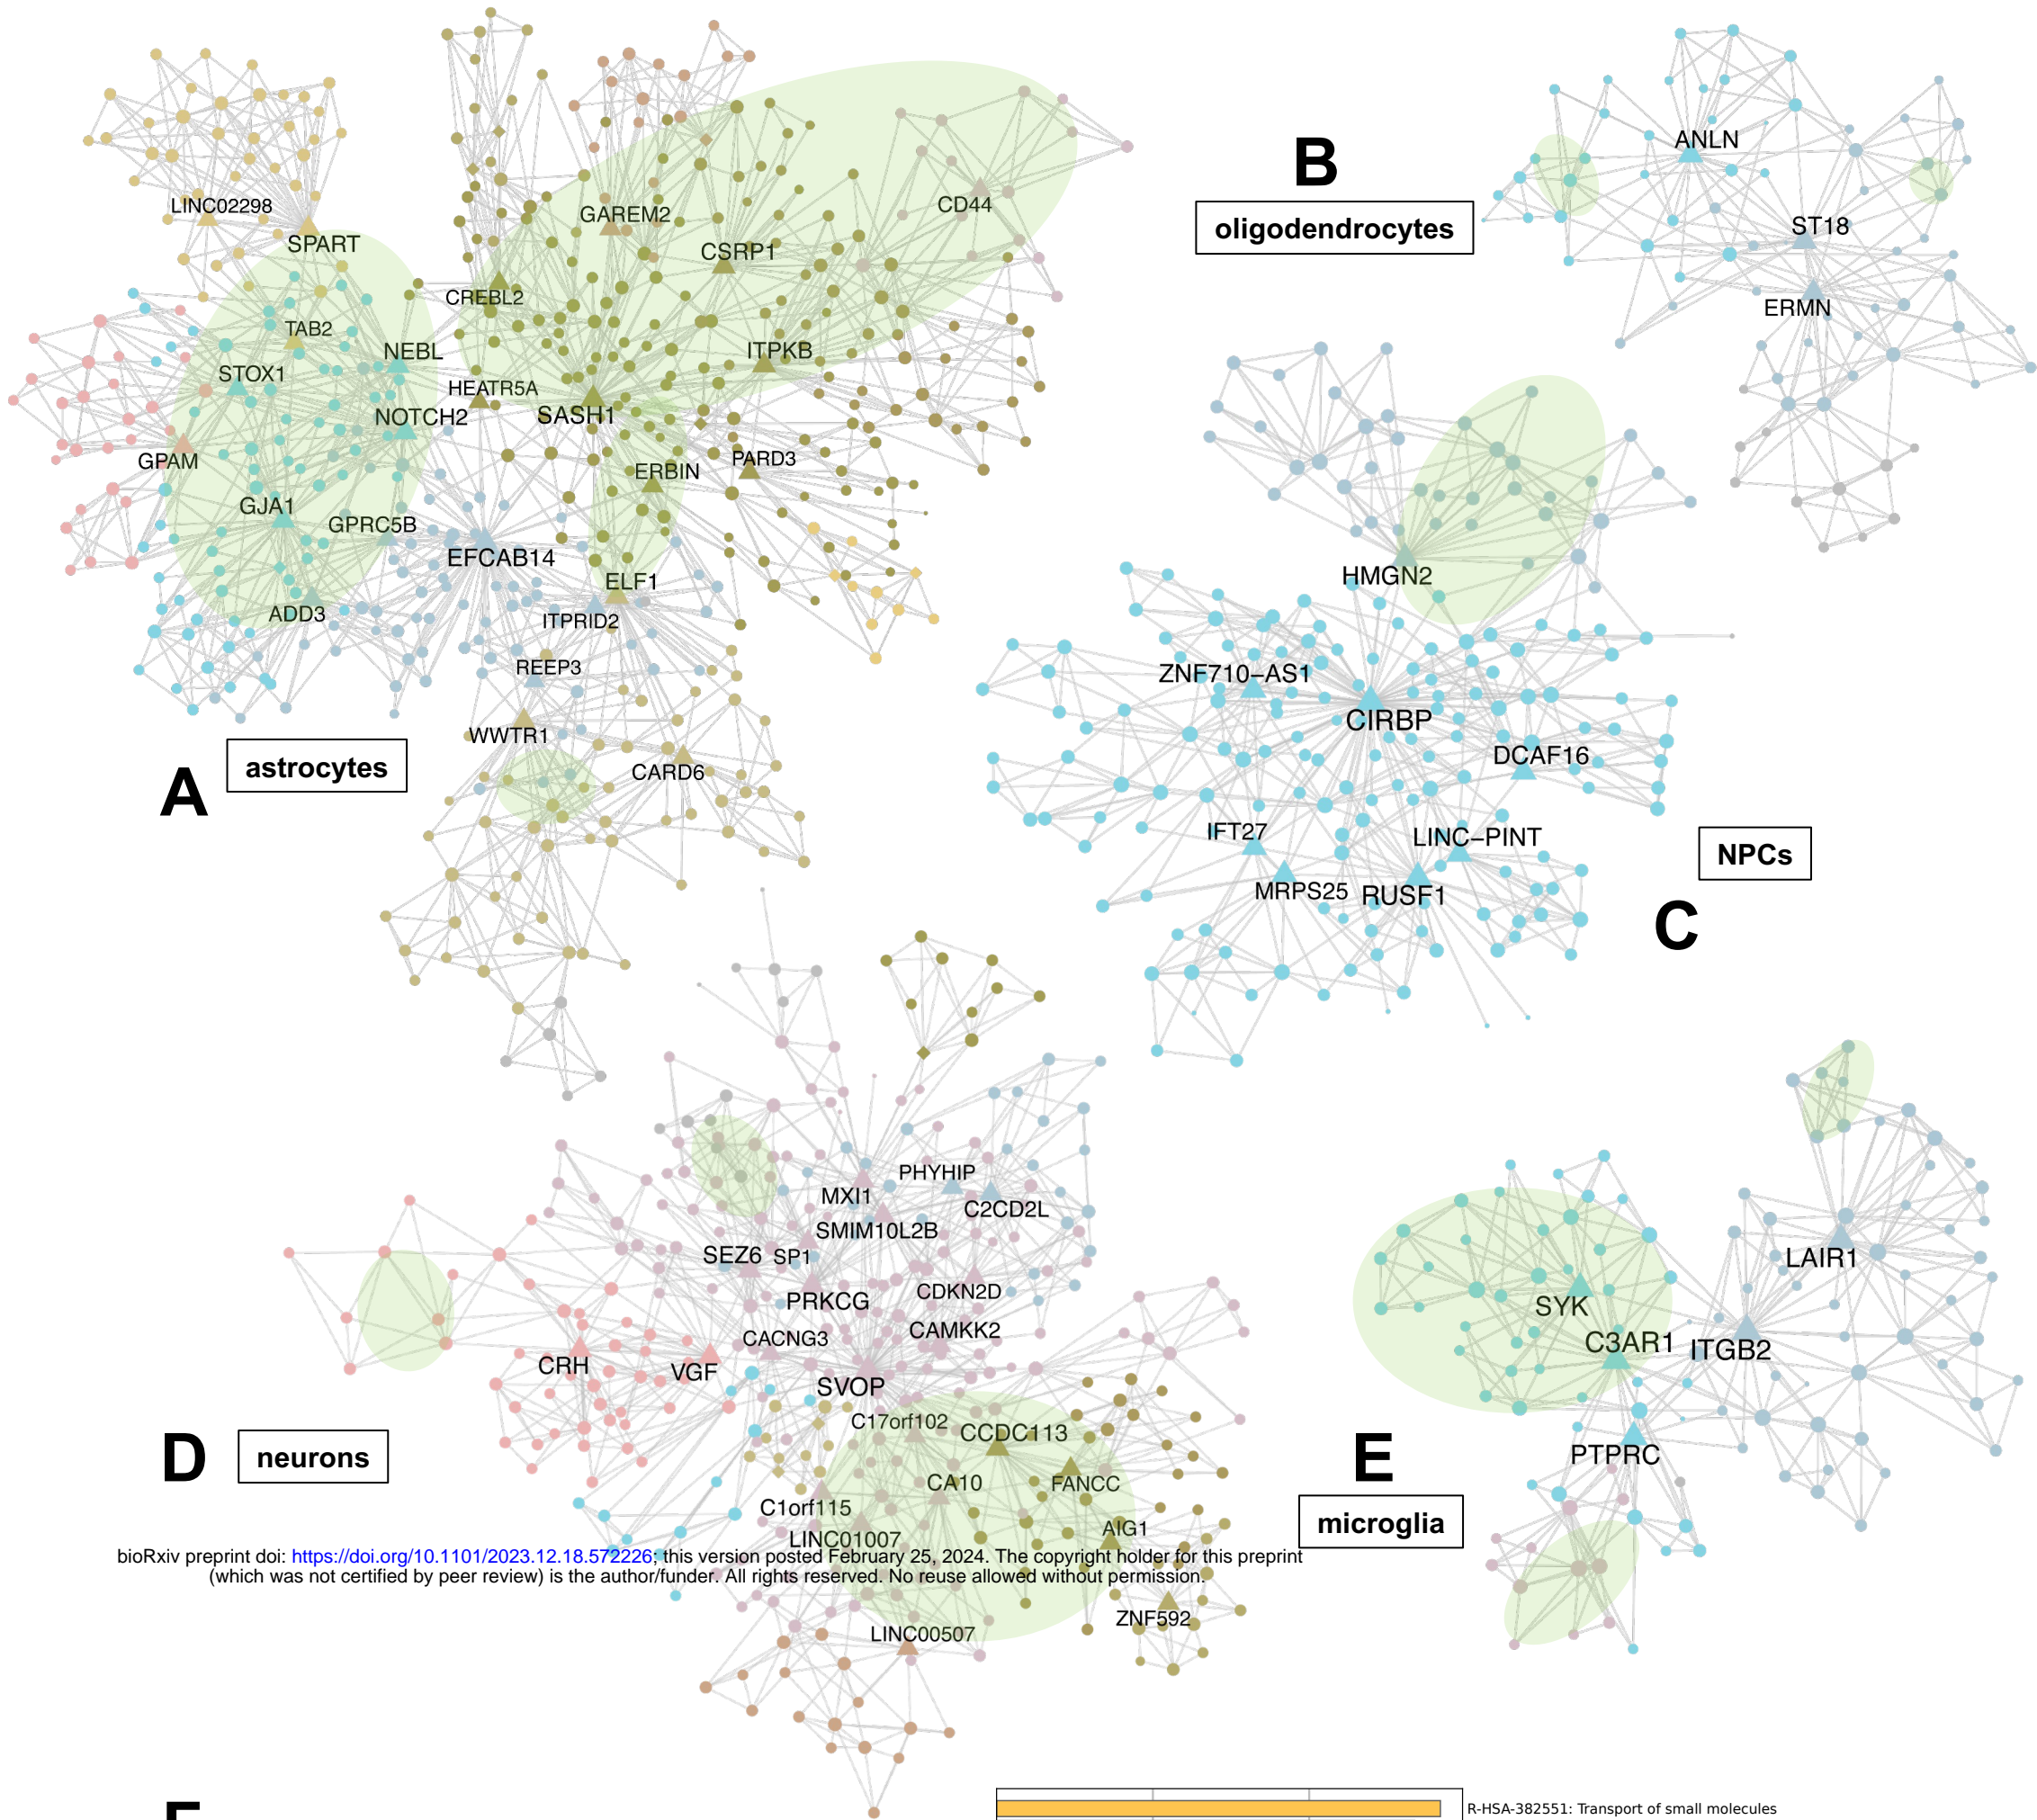 LINC02298
SPART
GAREM2
CD44
CSRP1
CREBL2
TAB2
NEBL
STOX1
ITPKB
HEATR5A
NOTCH2
SASH1
GPAM
ERBIN
PARD3
GJA1
GPRC5B
EFCAB14
ELF1
ADD3
ITPRID2
REEP3
WWTR1
CARD6
A
astrocytes
B
oligodendrocytes
ANLN
ST18
ERMN
HMGN2
ZNF710−AS1
CIRBP
DCAF16
IFT27
LINC−PINT
MRPS25
RUSF1
NPCs
C
PHYHIP
MXI1
C2CD2L
SMIM10L2B
SEZ6
SP1
PRKCG
CDKN2D
CACNG3
CAMKK2
CRH
VGF
SVOP
C17orf102
CCDC113
CA10
FANCC
C1orf115
AIG1
LINC01007
ZNF592
LINC00507
D
neurons
LAIR1
SYK
C3AR1
ITGB2
PTPRC
E
microglia
bioRxiv preprint doi: https://doi.org/10.1101/2023.12.18.572226; this version posted February 25, 2024. The copyright holder for this preprint
(which was not certified by peer review) is the author/funder. All rights reserved. No reuse allowed without permission.
R-HSA-382551: Transport of small molecules